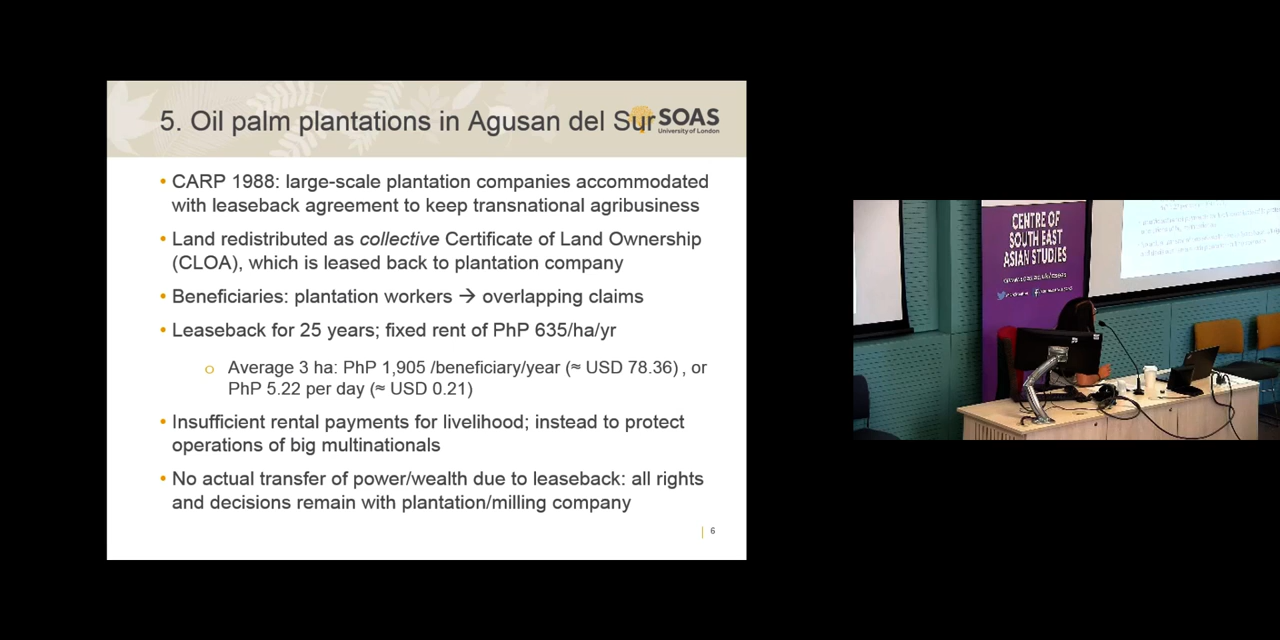 5. Oil palm plantations in Agusan del Sur
SOAS
University of London
• CARP 1988: large-scale plantation companies accommodated
with leaseback agreement to keep transnational agribusiness
• Land redistributed as collective Certificate of Land Ownership
(CLOA), which is leased back to plantation company
• Beneficiaries: plantation workers → overlapping claims
• Leaseback for 25 years; fixed rent of PhP 635/ha/yr
o Average 3 ha: PhP 1,905 /beneficiary/year (≈ USD 78.36) , or
PhP 5.22 per day (≈ USD 0.21)
• Insufficient rental payments for livelihood; instead to protect
operations of big multinationals
• No actual transfer of power/wealth due to leaseback: all rights
and decisions remain with plantation/milling company
| 6
CENTRE OF
SOUTH EAST
ASIAN STUDIES